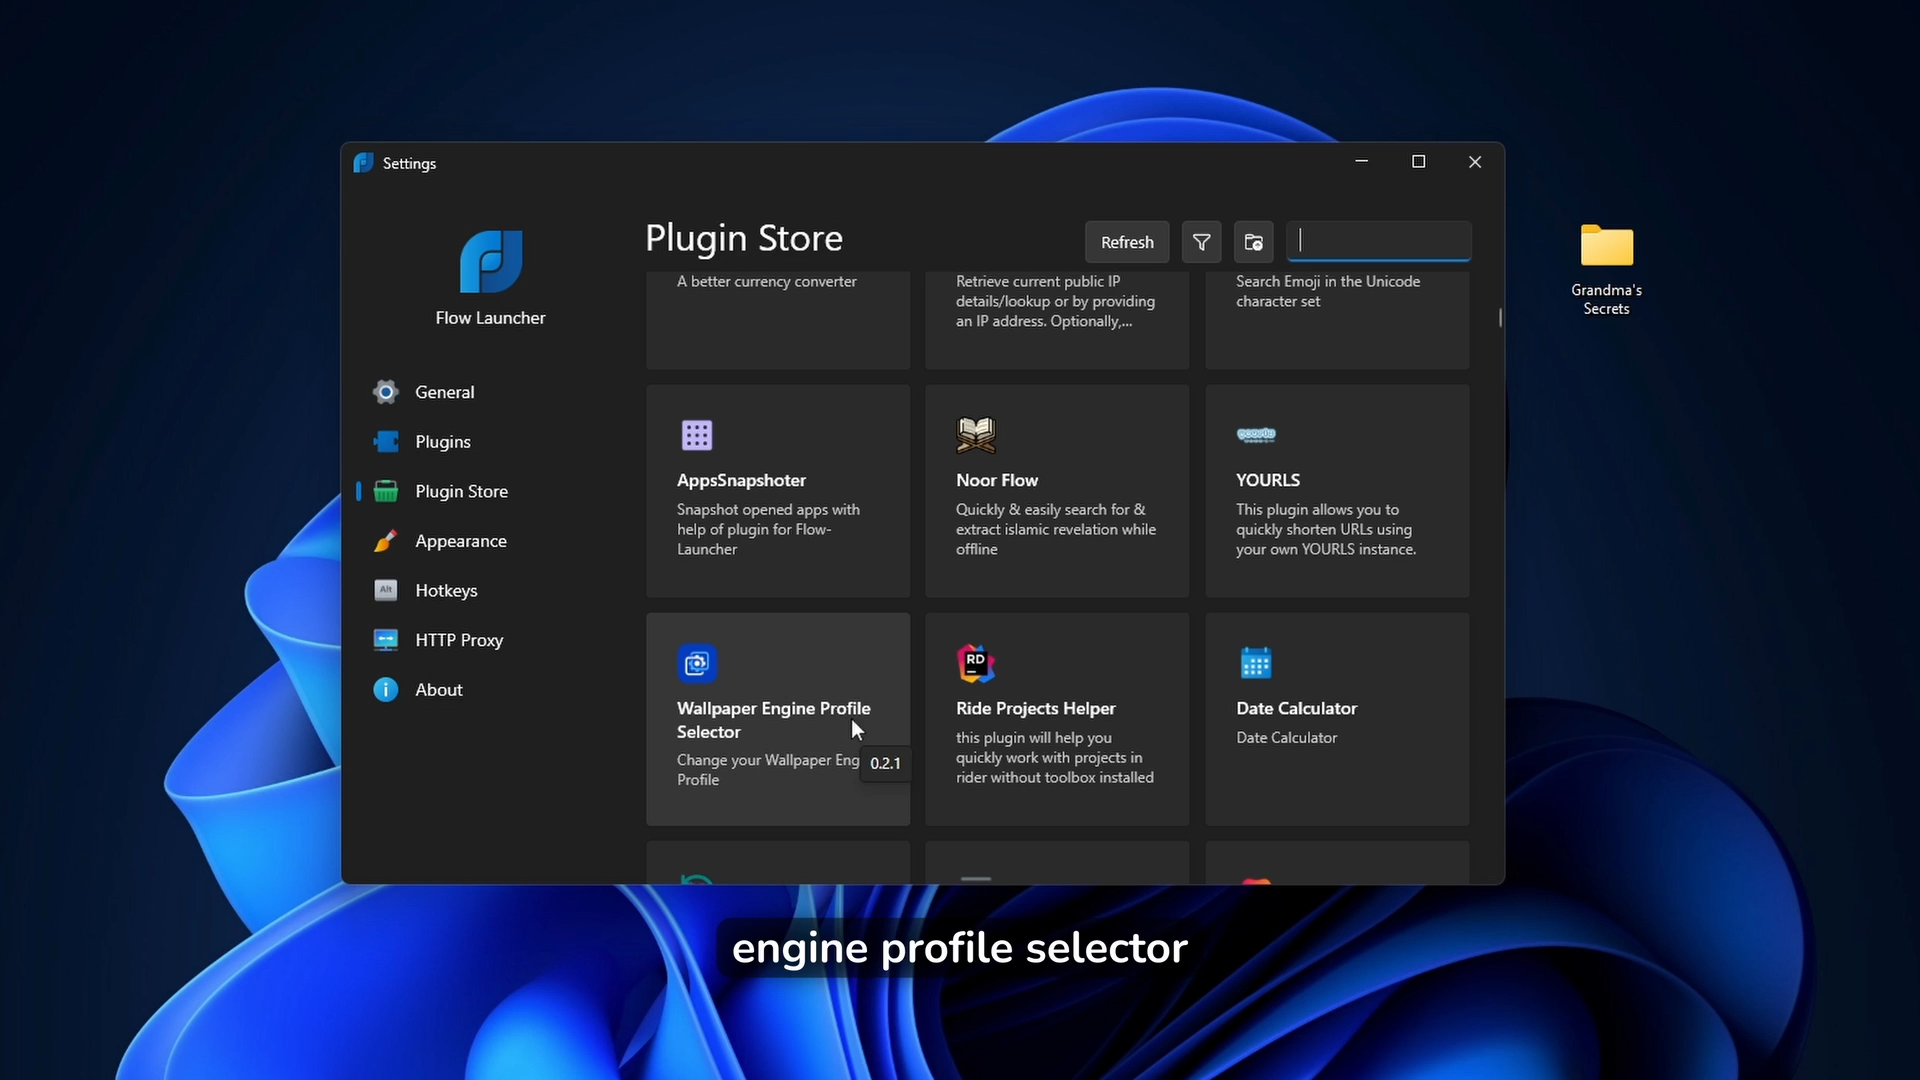 Settings
Plugin Store
Refresh
Flow Launcher
General
Plugins
Plugin Store
Appearance
Alt
Hotkeys
HTTP Proxy
About
A better currency converter
Retrieve current public IP
details/lookup or by providing
an IP address. Optionally,...
Search Emoji in the Unicode
character set
AppsSnapshoter
Snapshot opened apps with
help of plugin for Flow-
Launcher
Noor Flow
Quickly & easily search for &
extract islamic revelation while
offline
YOURLS
This plugin allows you to
quickly shorten URLs using
your own YOURLS instance.
Wallpaper Engine Profile
Selector
Change your Wallpaper Eng
Profile
0.2.1
RD
Ride Projects Helper
this plugin will help you
quickly work with projects in
rider without toolbox installed
Date Calculator
Date Calculator
Grandma's
Secrets
engine profile selector